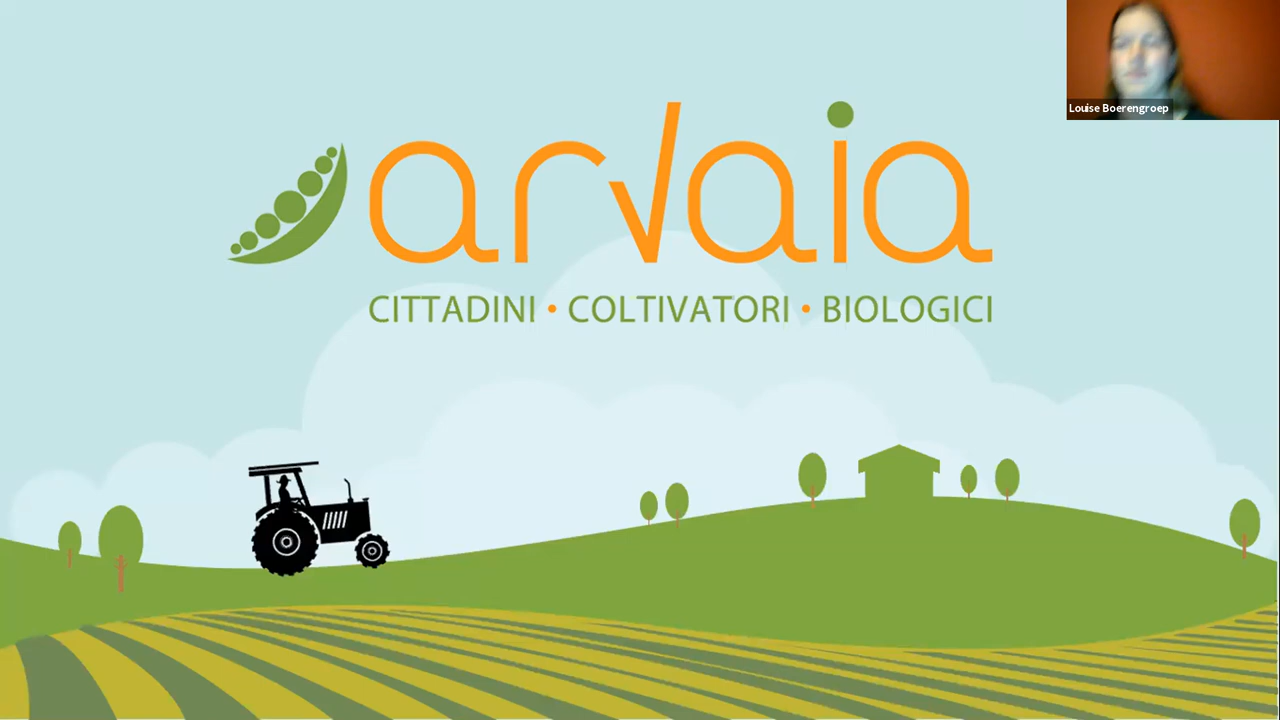 Louise Boerengroep
arvaia
CITTADINI • COLTIVATORI • BIOLOGICI